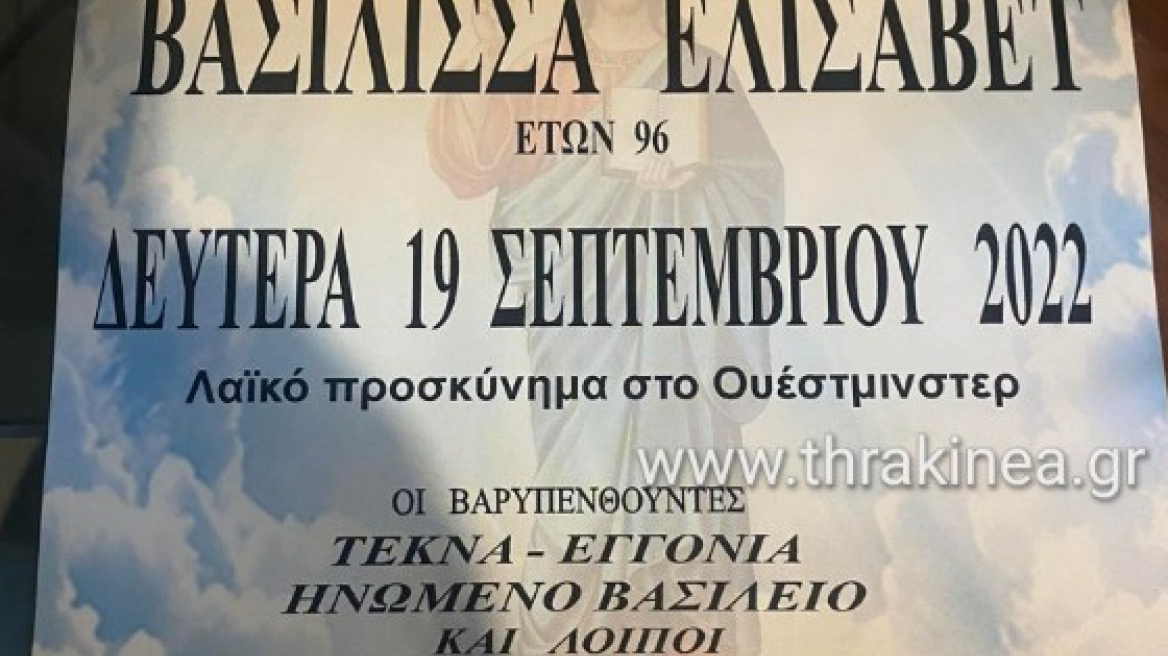 ΒΑΣΙΛΙΣΣΑ ΕΛΙΣΑΒΕΤ
ΕΤΩΝ 96
ΔΕΥΤΕΡΑ 19 ΣΕΠΤΕΜΒΡΙΟΥ 2022
Λαϊκό προσκύνημα στο Ουέστμινστερ
www.thrakinea.gr
ΟΙ ΒΑΡΥΠΕΝΘΟΥΝΤΕΣ
ΤΕΚΝΑ - ΕΓΓΟΝΙΑ
ΗΝΩΜΕΝΟ ΒΑΣΙΛΕΙΟ
ΚΑΙ ΛΟΙΠΟΙ